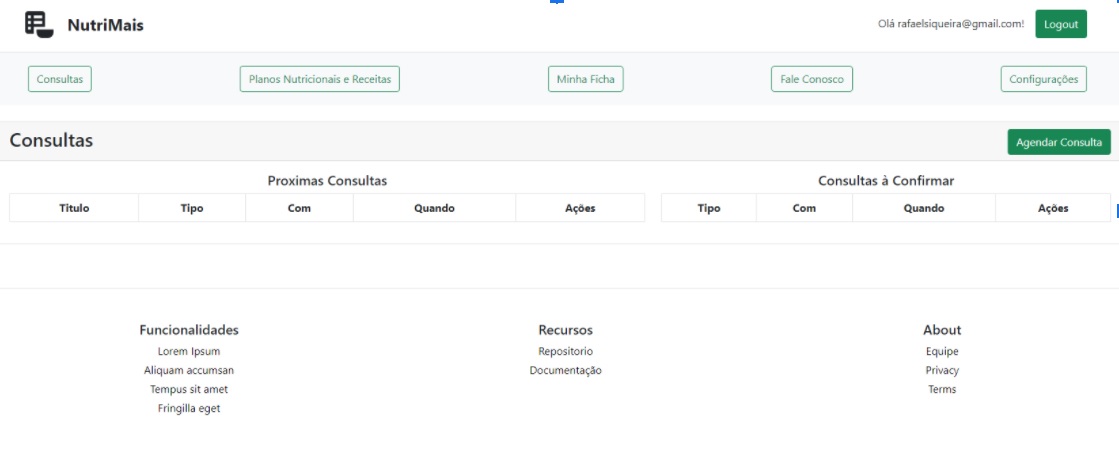 NutriMais
Olá rafaelsiqueira@gmail.com! Logout
Consultas Planos Nutricionais e Receitas Minha Ficha Fale Conosco Configurações
Consultas Agendar Consulta
Proximas Consultas
Titulo Tipo Com Quando Ações
Consultas à Confirmar
Tipo Com Quando Ações
Funcionalidades
Lorem Ipsum
Aliquam accumsan
Tempus sit amet
Fringilla eget
Recursos
Repositorio
Documentação
About
Equipe
Privacy
Terms